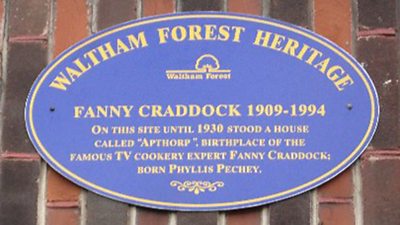 WALTHAM FOREST HERITAGE
Waltham Forest
FANNY CRADDOCK 1909-1994
ON THIS SITE UNTIL 1930 STOOD A HOUSE
CALLED "APTHORP", BIRTHPLACE OF THE
FAMOUS TV COOKERY EXPERT FANNY CRADDOCK;
BORN PHYLLIS PECHEY.